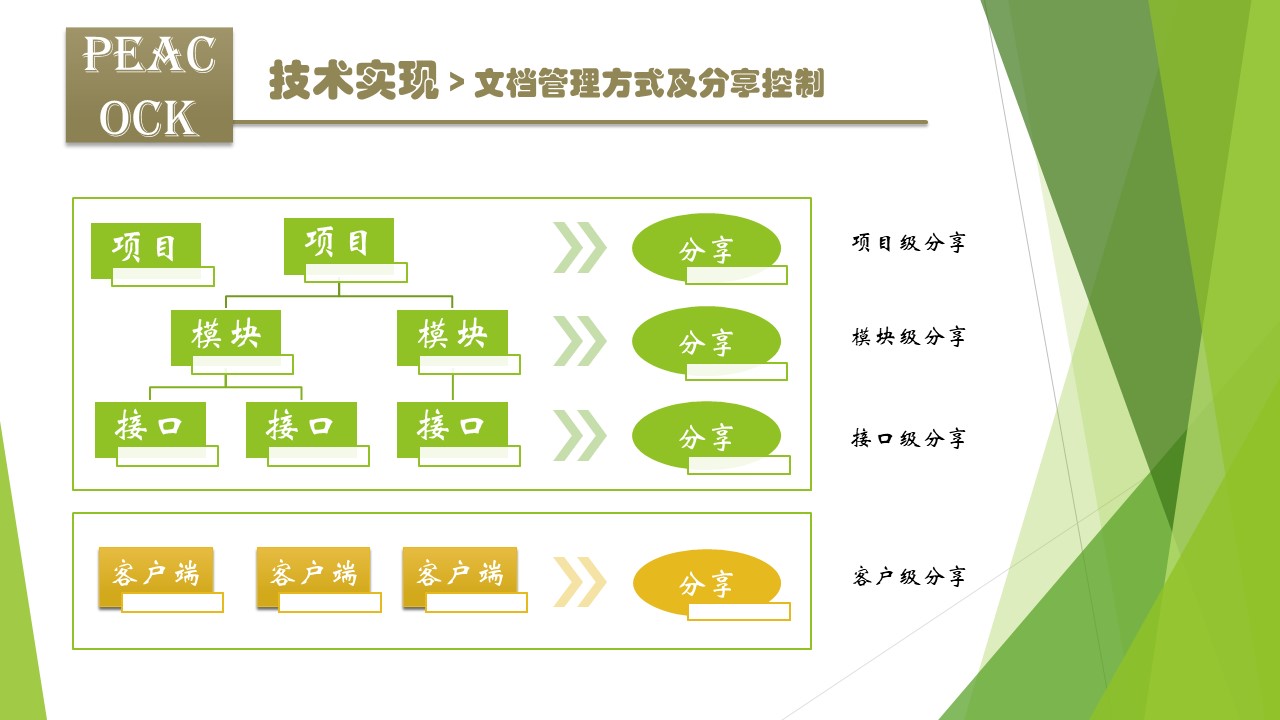 PEAC
OCK
技术实现 > 文档管理方式及分享控制
项目
项目
分享
项目级分享
模块
模块
分享
模块级分享
接口
接口
接口
分享
接口级分享
客户端
客户端
客户端
分享
客户级分享